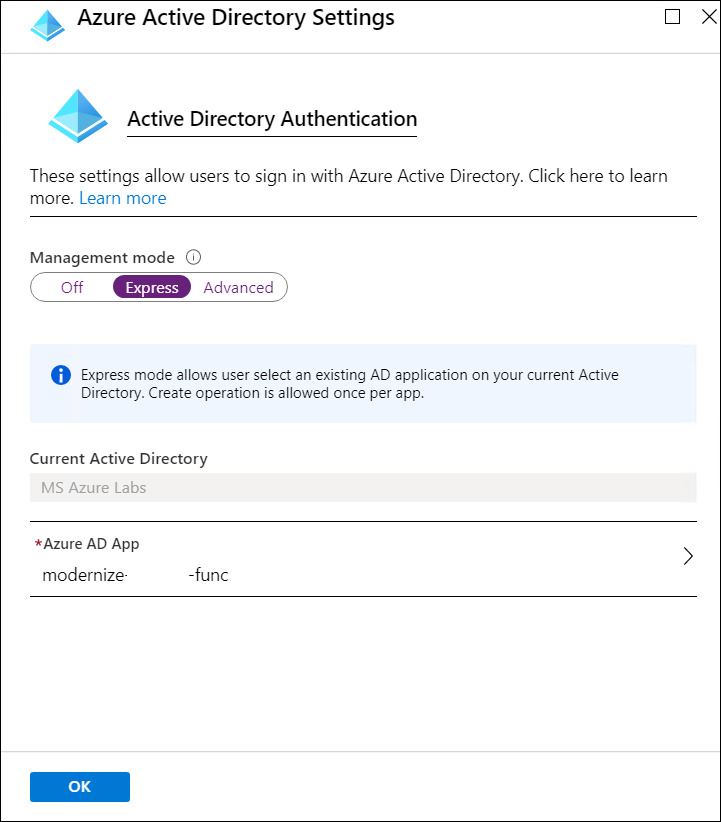 Azure Active Directory Settings
Active Directory Authentication
These settings allow users to sign in with Azure Active Directory. Click here to learn
more. Learn more
Management mode
Off Express Advanced
Express mode allows user select an existing AD application on your current Active
Directory. Create operation is allowed once per app.
Current Active Directory
MS Azure Labs
*Azure AD App
modernize- -func
OK